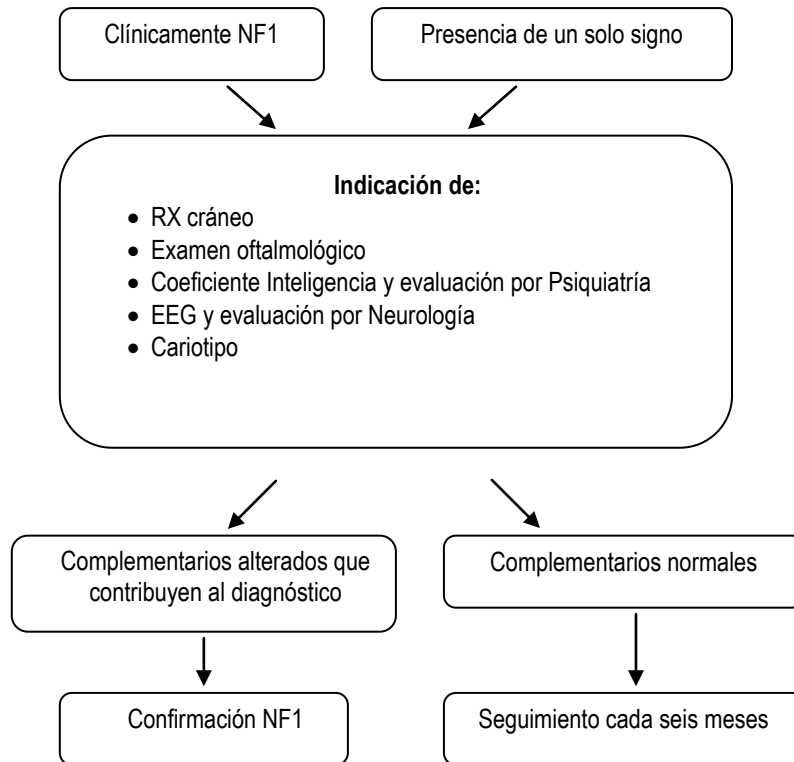 Clínicamente NF1
Presencia de un solo signo
Indicación de:
• RX cráneo
• Examen oftalmológico
• Coeficiente Inteligencia y evaluación por Psiquiatría
• EEG y evaluación por Neurología
• Cariotipo
Complementarios alterados que
contribuyen al diagnóstico
Complementarios normales
Confirmación NF1
Seguimiento cada seis meses